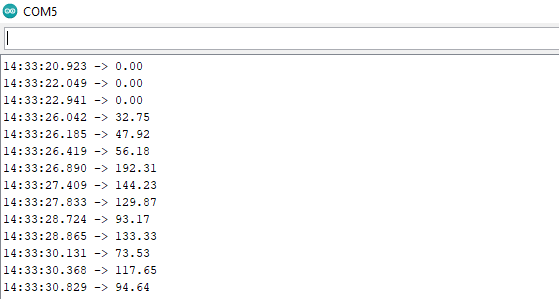 COM5
14:33:20.923 -> 0.00
14:33:22.049 -> 0.00
14:33:22.941 -> 0.00
14:33:26.042 -> 32.75
14:33:26.185 -> 47.92
14:33:26.419 -> 56.18
14:33:26.890 -> 192.31
14:33:27.409 -> 144.23
14:33:27.833 -> 129.87
14:33:28.724 -> 93.17
14:33:28.865 -> 133.33
14:33:30.131 -> 73.53
14:33:30.368 -> 117.65
14:33:30.829 -> 94.64